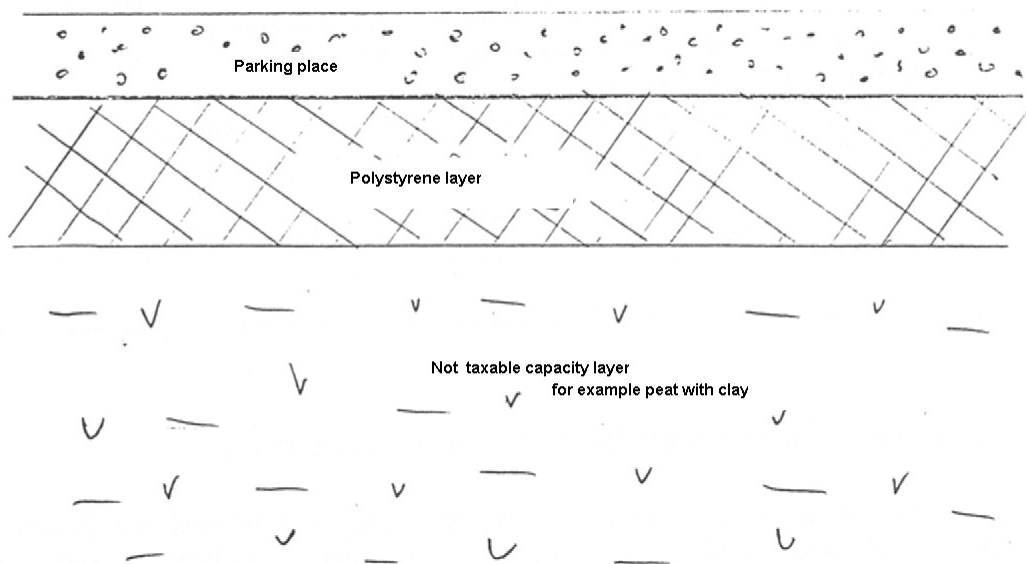 Parking place
Polystyrene layer
Not taxable capacity layer
for example peat with clay